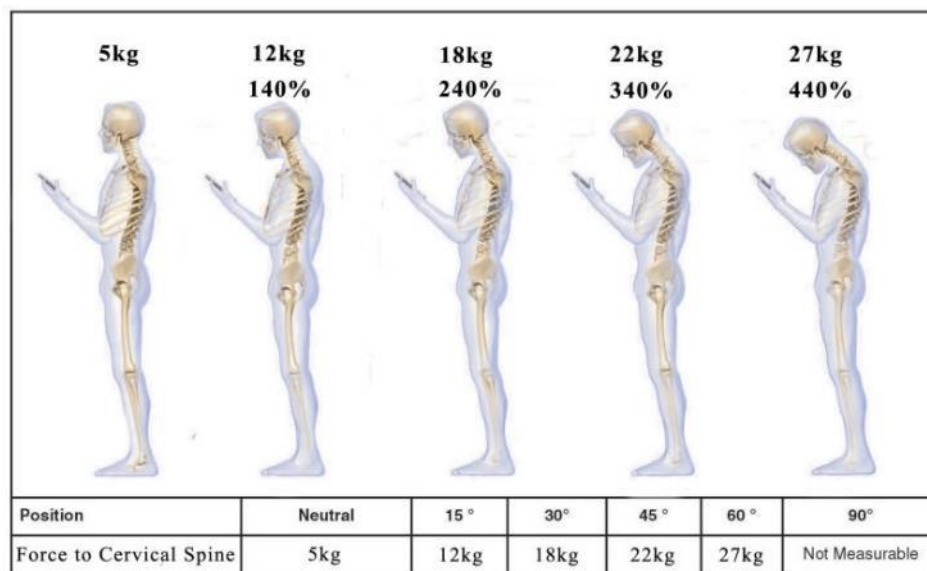 5kg 12kg 18kg 22kg 27kg
140% 240% 340% 440%
Position Neutral 15 ° 30° 45 ° 60 ° 90°
Force to Cervical Spine 5kg 12kg 18kg 22kg 27kg Not Measurable